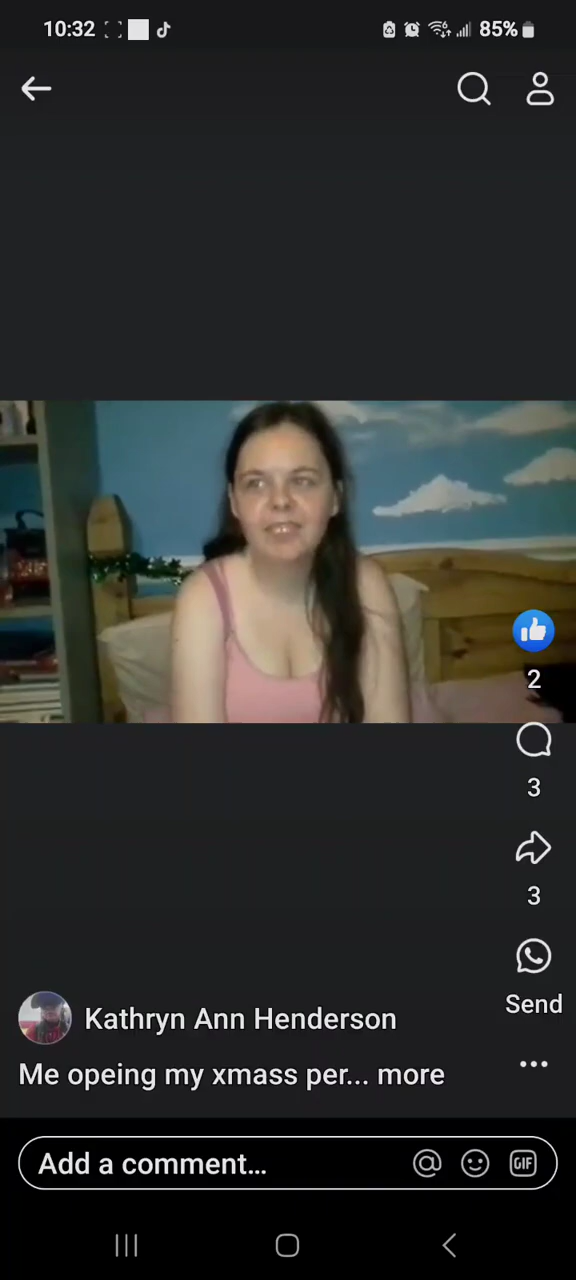 10:32
85%
2
3
3
Send
Kathryn Ann Henderson
Me opeing my xmass per... more
Add a comment...
GIF